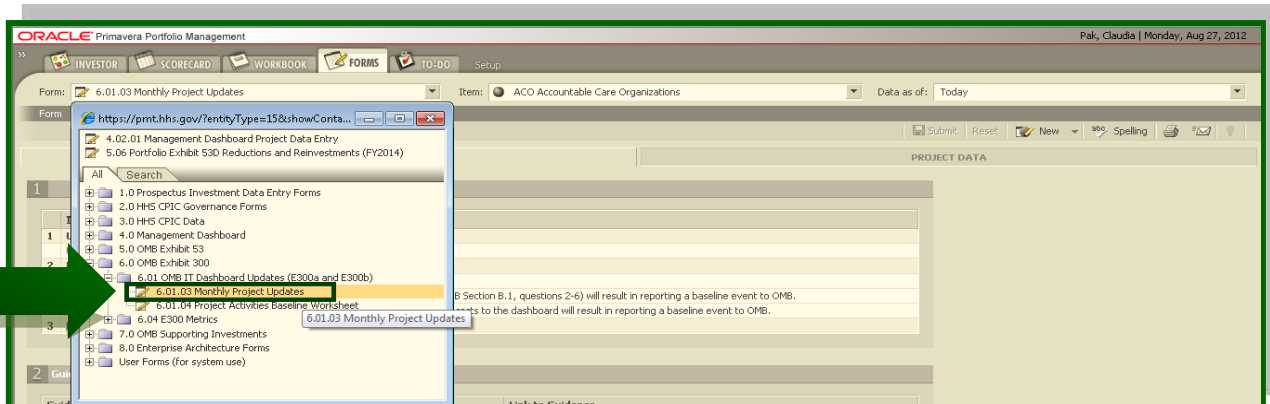 ORACLE Primavera Portfolio Management Pak, Claudia | Monday, Aug 27, 2012
INVESTOR SCORECARD WORKBOOK FORMS TO-DO Setup
Form: 6.01.03 Monthly Project Updates Item: ACO Accountable Care Organizations Data as of: Today
Form
https://prmt.hhs.gov/?entityType=15&showConta...
Submit Reset New abc Spelling
4.02.01 Management Dashboard Project Data Entry
5.06 Portfolio Exhibit 53D Reductions and Reinvestments (FY2014)
PROJECT DATA
All Search
1
1.0 Prospectus Investment Data Entry Forms
2.0 HHS CPIC Governance Forms
3.0 HHS CPIC Data
1
4.0 Management Dashboard
5.0 OMB Exhibit 53
2
6.0 OMB Exhibit 300
6.01 OMB IT Dashboard Updates (E300a and E300b)
6.01.03 Monthly Project Updates
B Section B.1, questions 2-6) will result in reporting a baseline event to OMB.
6.01.04 Project Activities Baseline Worksheet
to the dashboard will result in reporting a baseline event to OMB.
6.04 E300 Metrics
6.01.03 Monthly Project Updates
3
7.0 OMB Supporting Investments
8.0 Enterprise Architecture Forms
User Forms (for system use)
2 Gui